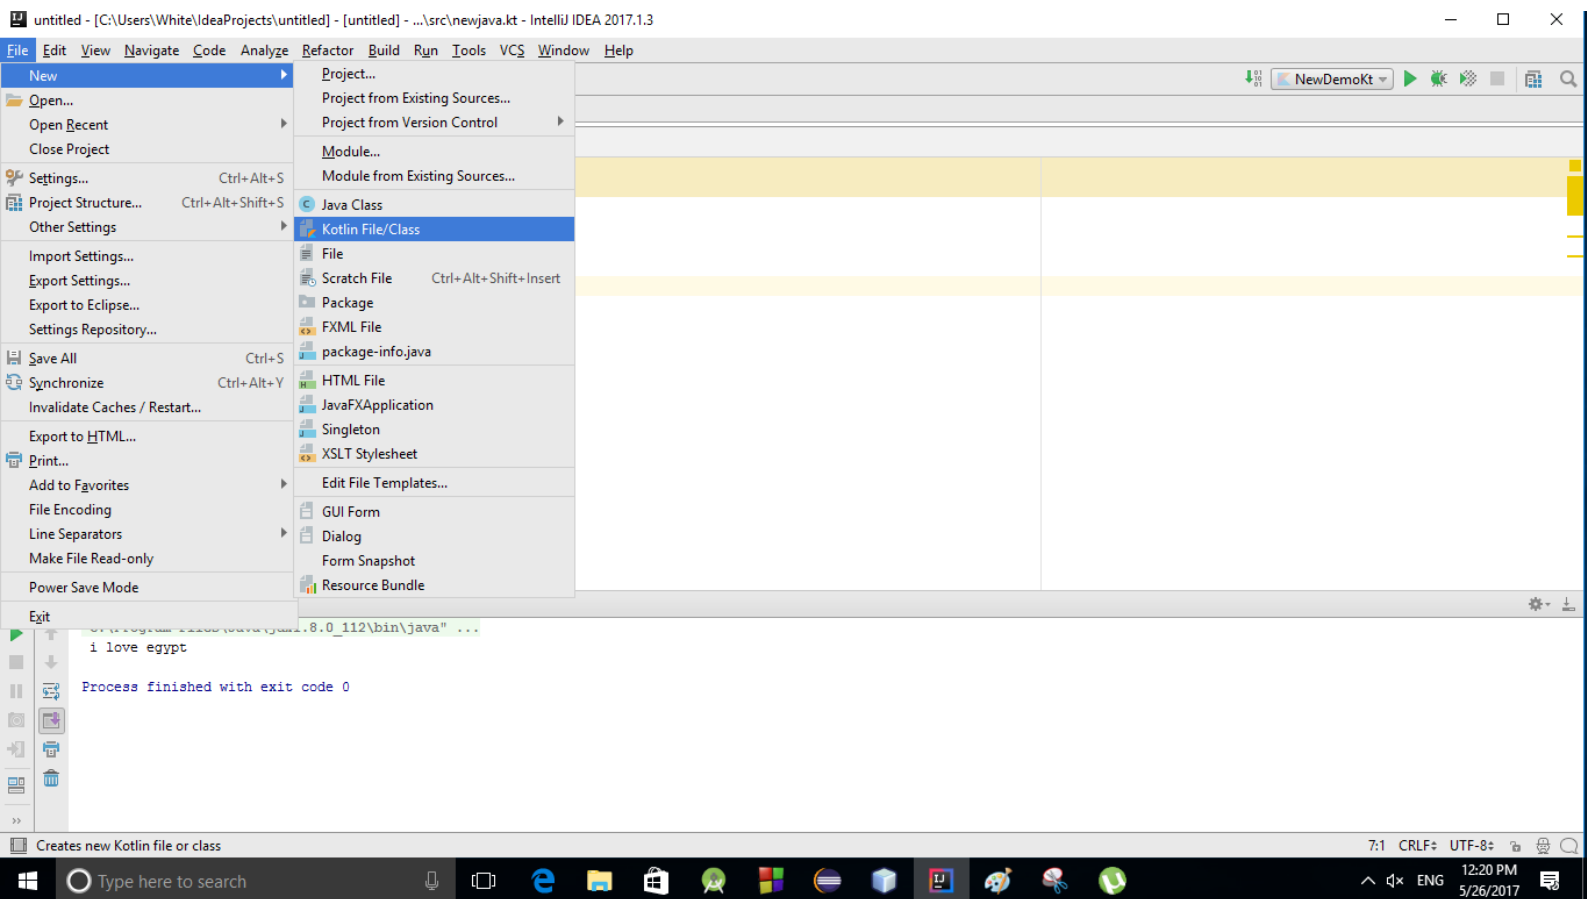 untitled - [C:\Users\White\IdeaProjects\untitled] - [untitled] - ...\src\newjava.kt - IntelliJ IDEA 2017.1.3
File Edit View Navigate Code Analyze Refactor Build Run Tools VCS Window Help
NewDemoKt
New
Open...
Open Recent
Close Project
Settings... Ctrl+Alt+S
Project Structure... Ctrl+Alt+Shift+S
Other Settings
Import Settings...
Export Settings...
Export to Eclipse...
Settings Repository...
Save All Ctrl+S
Synchronize Ctrl+Alt+Y
Invalidate Caches / Restart...
Export to HTML...
Print...
Add to Favorites
File Encoding
Line Separators
Make File Read-only
Power Save Mode
Exit
Project...
Project from Existing Sources...
Project from Version Control
Module...
Module from Existing Sources...
Java Class
Kotlin File/Class
File
Scratch File Ctrl+Alt+Shift+Insert
Package
FXML File
package-info.java
HTML File
JavaFXApplication
Singleton
XSLT Stylesheet
Edit File Templates...
GUI Form
Dialog
Form Snapshot
Resource Bundle
.8.0_112\bin\java" ...
i love egypt
Process finished with exit code 0
Creates new Kotlin file or class
7:1 CRLF UTF-8
Type here to search
ENG
12:20 PM
5/26/2017